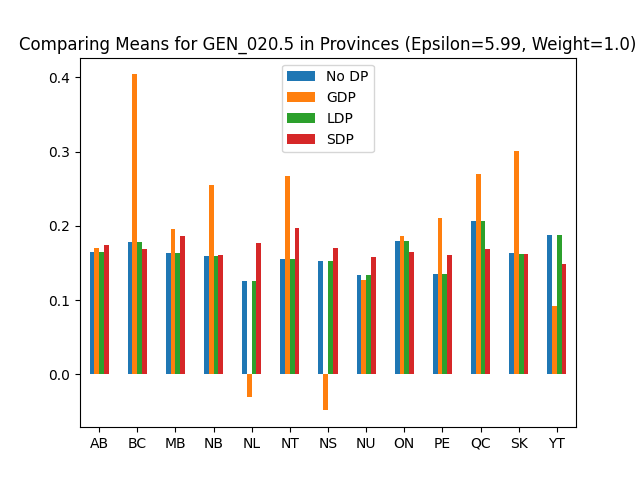 Comparing Means for GEN_020.5 in Provinces (Epsilon=5.99, Weight=1.0)
No DP
GDP
LDP
SDP
0.4
0.3
0.2
0.1
0.0
AB BC MB NB NL NT NS NU ON PE QC SK YT